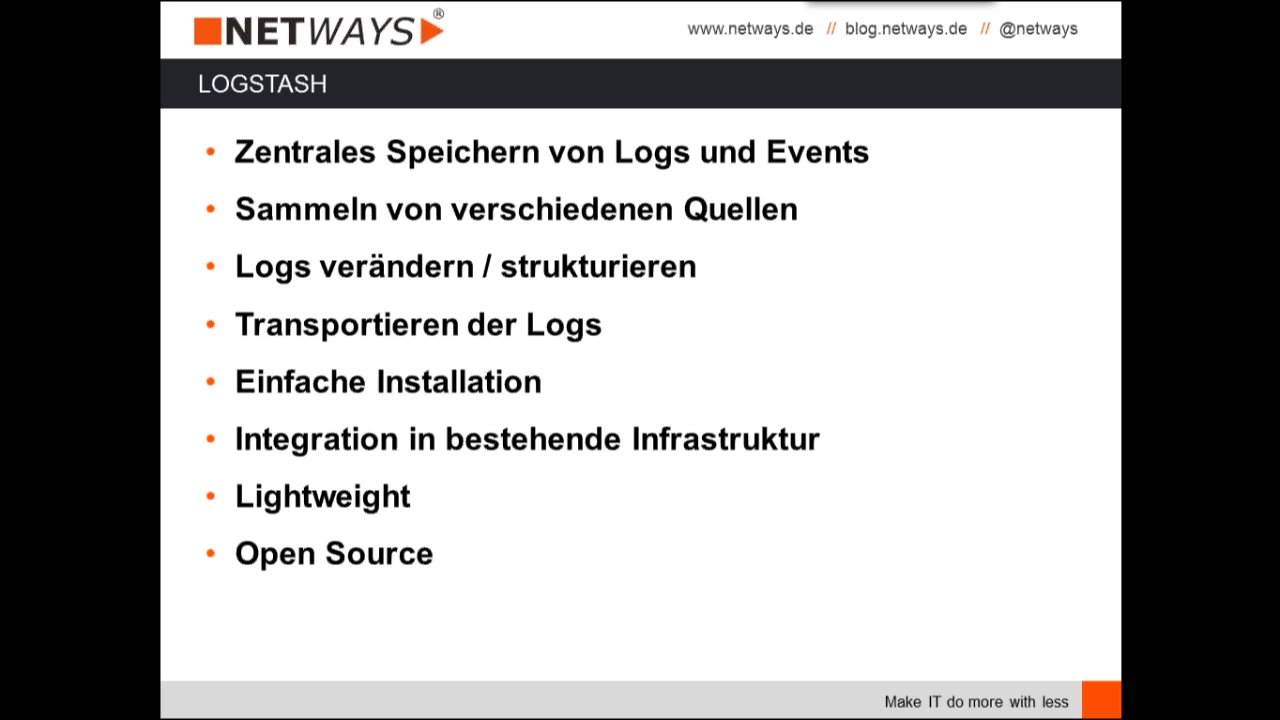 NETWAYS®
www.netways.de // blog.netways.de // @netways
LOGSTASH
• Zentrales Speichern von Logs und Events
• Sammeln von verschiedenen Quellen
• Logs verändern / strukturieren
• Transportieren der Logs
• Einfache Installation
• Integration in bestehende Infrastruktur
• Lightweight
• Open Source
Make IT do more with less